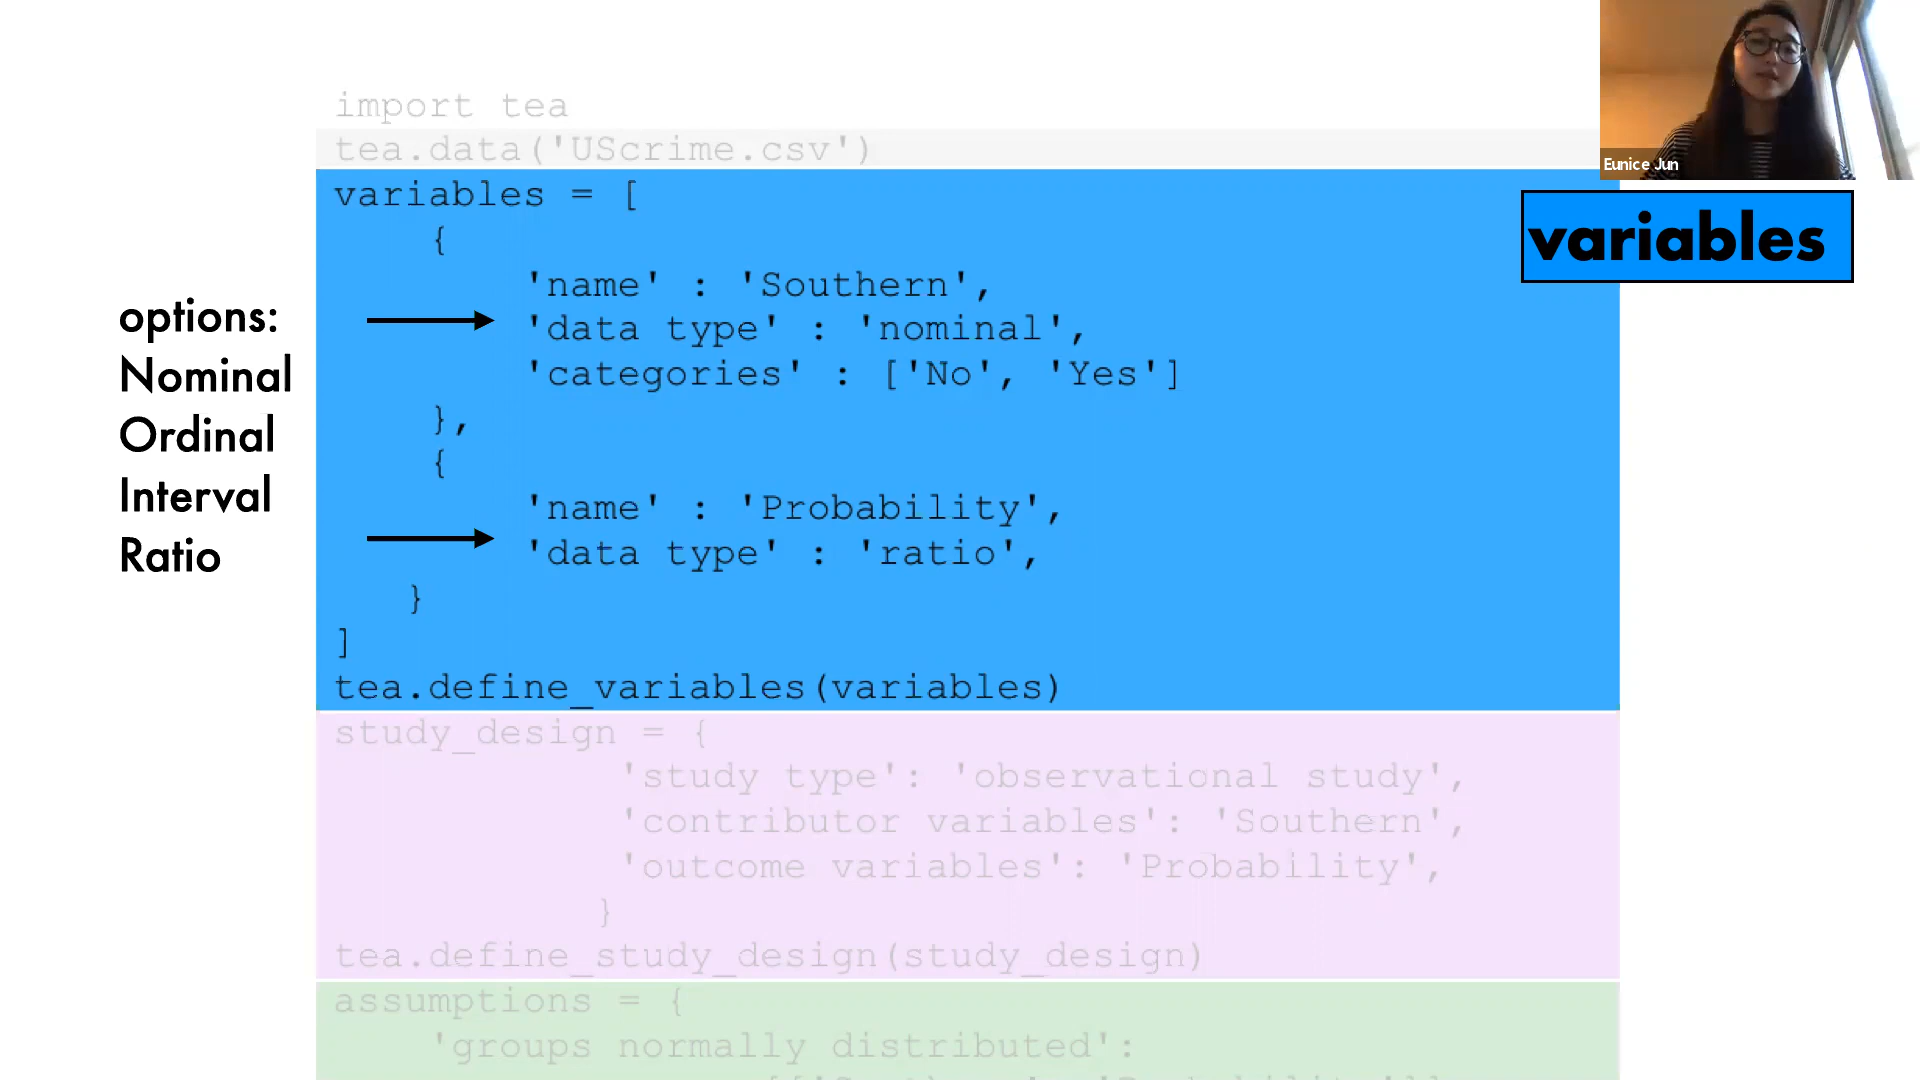 import tea
tea.data('UScrime.csv')
variables = [
{
'name' : 'Southern',
'data type' : 'nominal',
'categories' : ['No', 'Yes']
},
{
'name' : 'Probability',
'data type' : 'ratio',
}
]
tea.define_variables(variables)
study_design = {
'study type': 'observational study',
'contributor variables': 'Southern',
'outcome variables': 'Probability',
}
tea.define_study_design(study_design)
assumptions = {
'groups normally distributed':
options:
Nominal
Ordinal
Interval
Ratio
Eunice Jun
variables